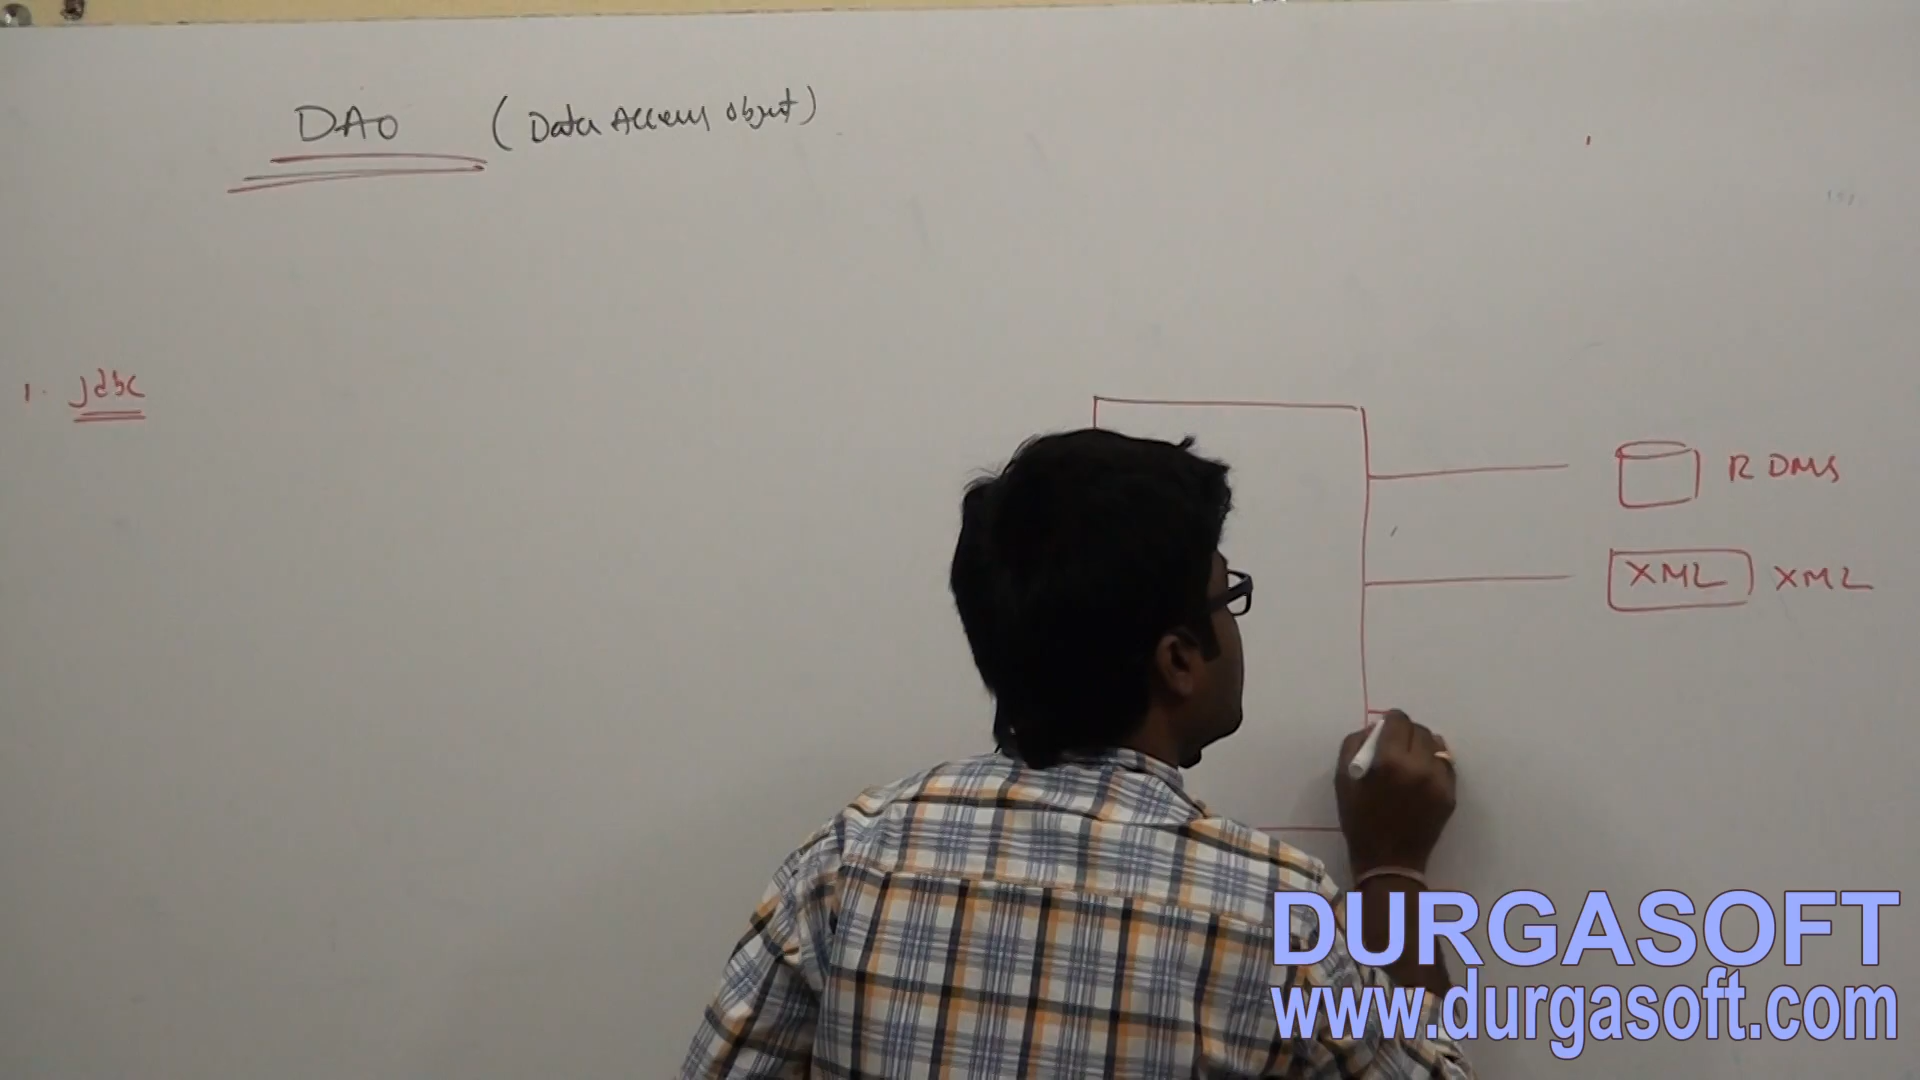 DAO (Data Access Object)
1. Jdbc
RDMS
XML XML
DURGASOFT
www.durgasoft.com